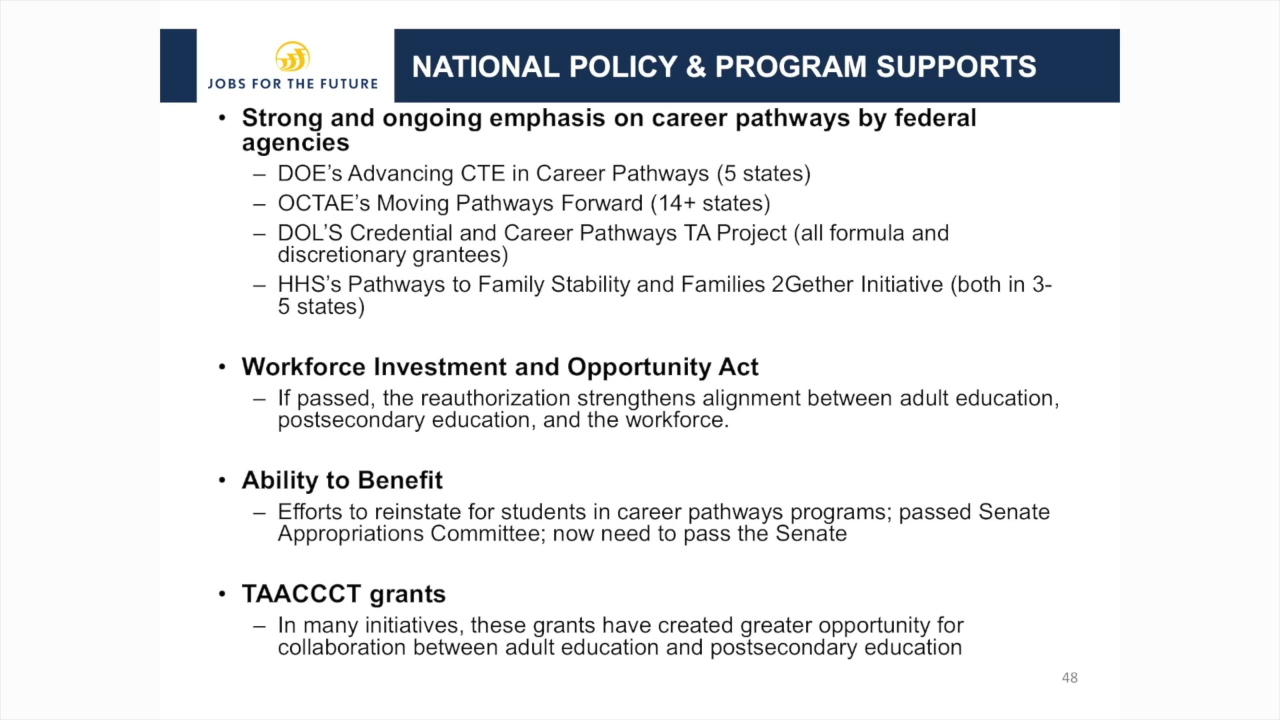 JOBS FOR THE FUTURE
NATIONAL POLICY & PROGRAM SUPPORTS
• Strong and ongoing emphasis on career pathways by federal
agencies
– DOE’s Advancing CTE in Career Pathways (5 states)
– OCTAE’s Moving Pathways Forward (14+ states)
– DOL’S Credential and Career Pathways TA Project (all formula and
discretionary grantees)
– HHS’s Pathways to Family Stability and Families 2Gether Initiative (both in 3-
5 states)
• Workforce Investment and Opportunity Act
– If passed, the reauthorization strengthens alignment between adult education,
postsecondary education, and the workforce.
• Ability to Benefit
– Efforts to reinstate for students in career pathways programs; passed Senate
Appropriations Committee; now need to pass the Senate
• TAACCCT grants
– In many initiatives, these grants have created greater opportunity for
collaboration between adult education and postsecondary education
48